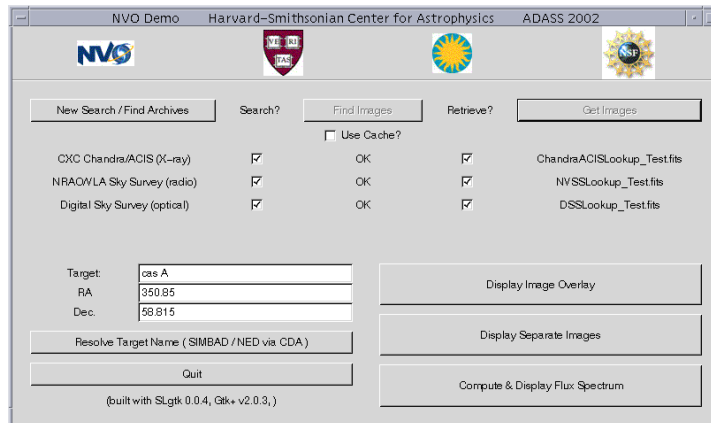 NVO Demo Harvard-Smithsonian Center for Astrophysics ADASS 2002
NVO VE RI TAS NSF
New Search / Find Archives Search? Find Images Retrieve? Get Images
Use Cache?
CXC Chandra/ACIS (X-ray) OK ChandraACISLookup_Test.fits
NRAO/VLA Sky Survey (radio) OK NVSSLookup_Test.fits
Digital Sky Survey (optical) OK DSSLookup_Test.fits
Target: cas A
RA 350.85
Dec. 58.815
Display Image Overlay
Resolve Target Name ( SIMBAD / NED via CDA )
Display Separate Images
Quit
Compute & Display Flux Spectrum
(built with SLgtk 0.0.4, Gtk+ v2.0.3, )